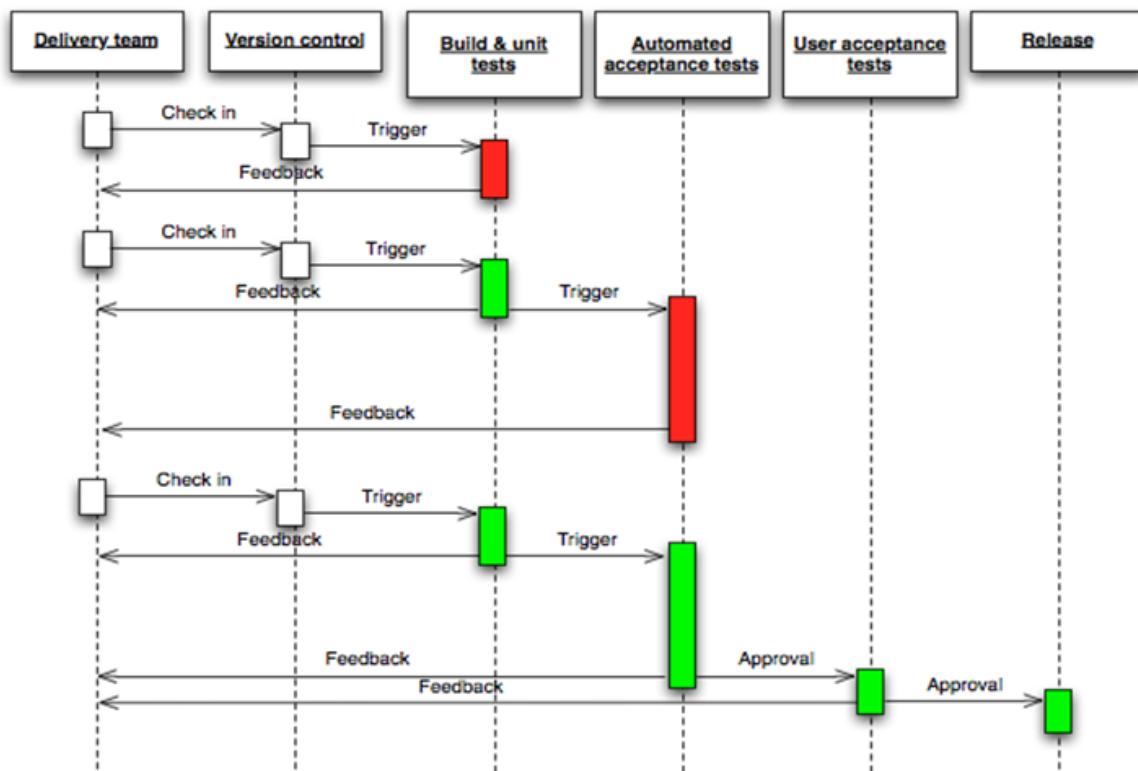 Delivery team
Version control
Build & unit
tests
Automated
acceptance tests
User acceptance
tests
Release
Check in
Trigger
Feedback
Check in
Trigger
Feedback
Trigger
Feedback
Check in
Trigger
Feedback
Trigger
Feedback
Approval
Feedback
Approval